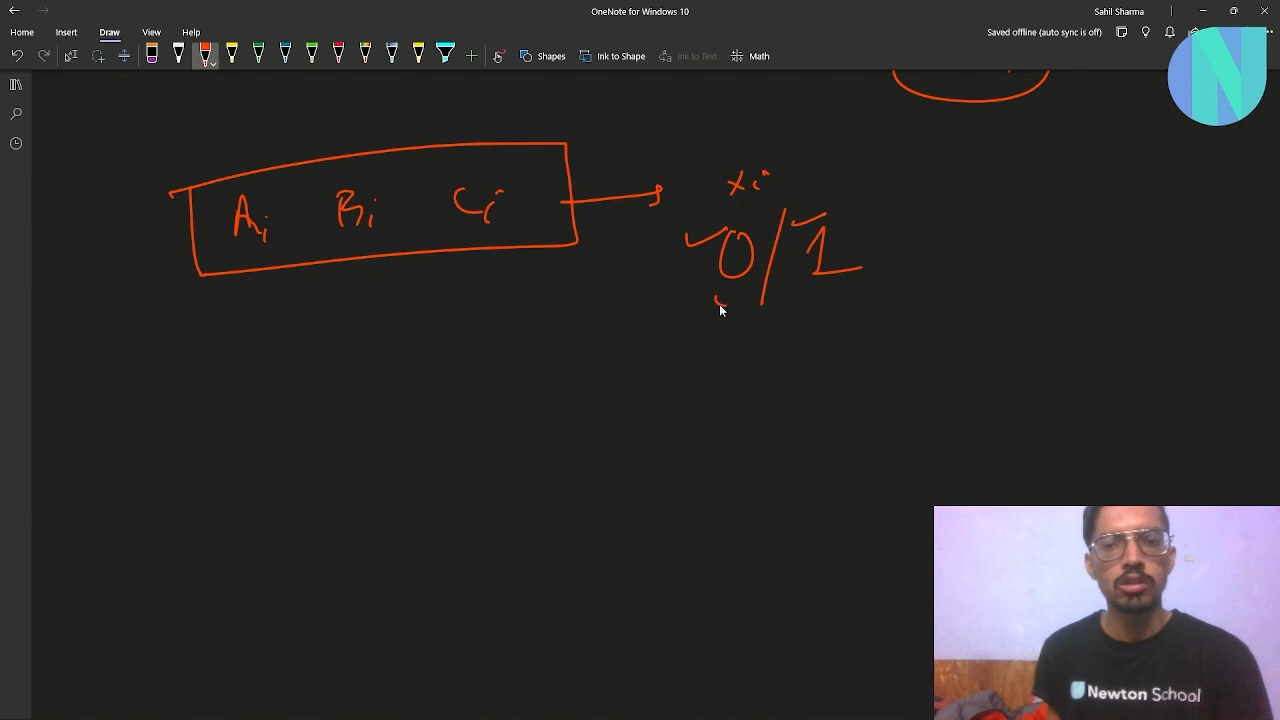 OneNote for Windows 10
Sahil Sharma
Home Insert Draw View Help
Saved offline (auto sync is off)
Shapes Ink to Shape Ink to Text Math
Ai Bi Ci
xi
0/1
Newton School